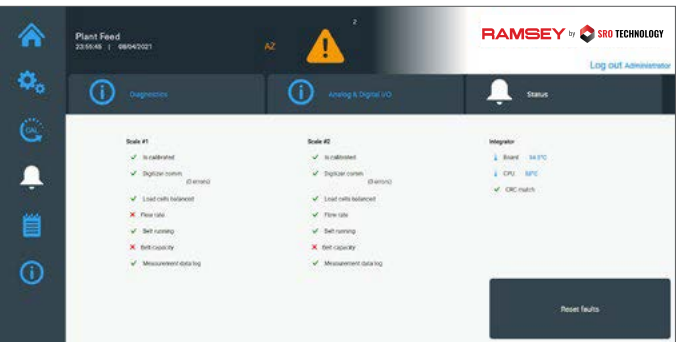 Plant Feed
23:55:45 | 08/04/2021
AZ
2
RAMSEY by SRO TECHNOLOGY
Log out Administrator
Diagnostics
Analog & Digital I/O
Status
CAL
Scale #1
Is calibrated
Digitizer comm
(0 errors)
Load cells balanced
Flow rate
Belt running
Belt capacity
Measurement data log
Scale #2
Is calibrated
Digitizer comm
(0 errors)
Load cells balanced
Flow rate
Belt running
Belt capacity
Measurement data log
Integrator
Board
CPU
CRC match
Reset faults